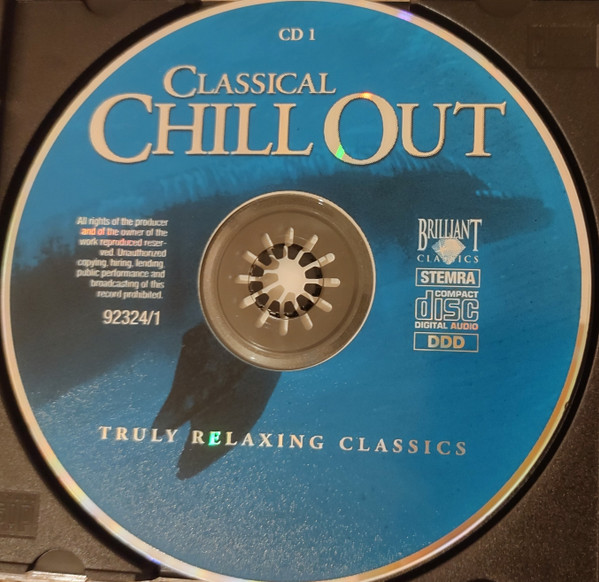 CD 1
CLASSICAL
CHILL OUT
All rights of the producer
and of the owner of the
work reproduced reser-
ved. Unauthorized
copying, hiring, lending,
public performance and
broadcasting of this
record prohibited.
92324/1
BRILLIANT
CLASSICS
STEMRA
COMPACT
disc
DIGITAL AUDIO
DDD
TRULY RELAXING CLASSICS